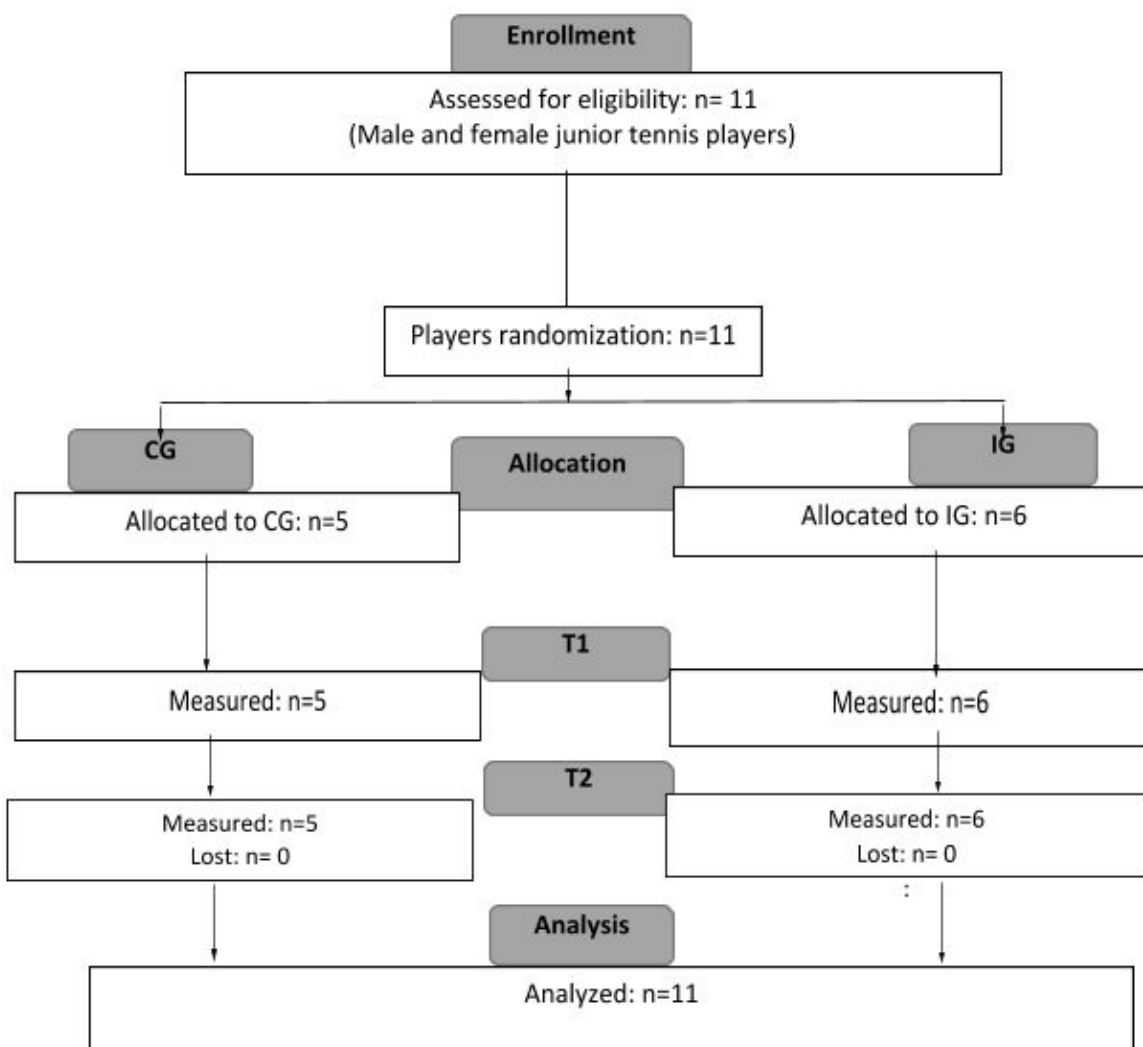 Enrollment
Assessed for eligibility: n= 11
(Male and female junior tennis players)
Players randomization: n=11
CG
Allocation
IG
Allocated to CG: n=5
Allocated to IG: n=6
T1
Measured: n=5
Measured: n=6
T2
Measured: n=5
Lost: n= 0
Measured: n=6
Lost: n= 0
:
Analysis
Analyzed: n=11